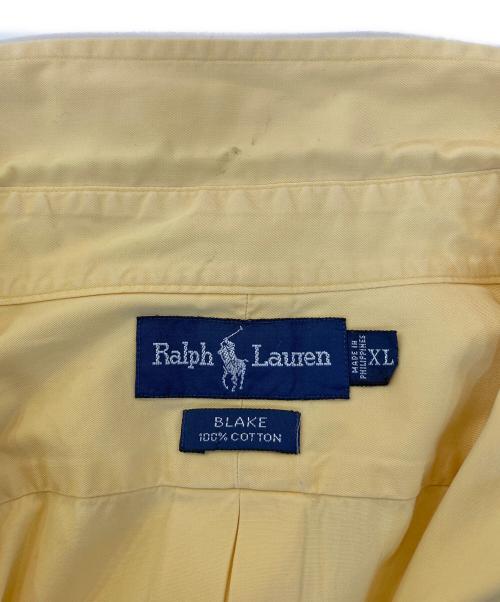 Ralph Lauren
MADE IN
PHILIPPINES
XL
BLAKE
100% COTTON